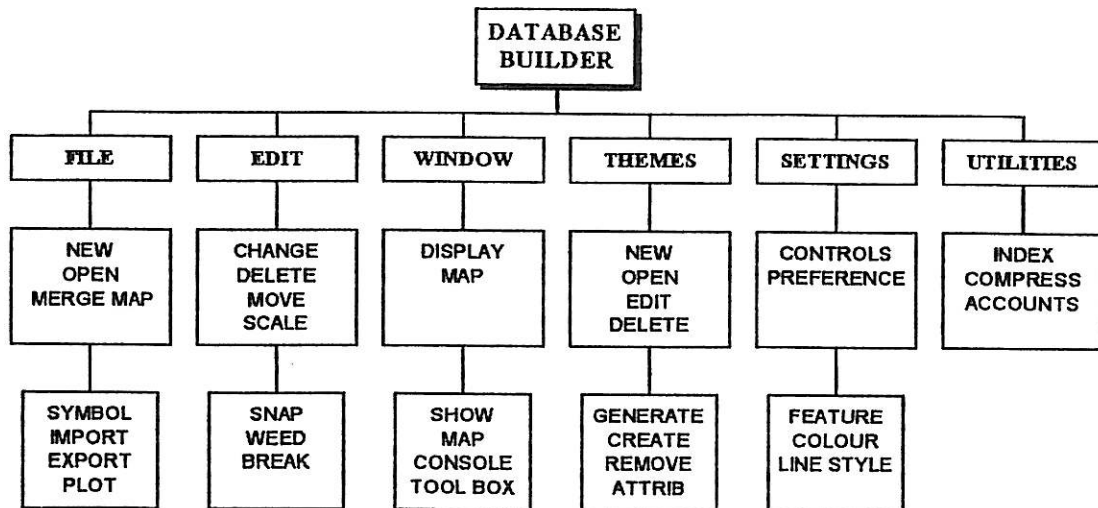 DATABASE
BUILDER
FILE
EDIT
WINDOW
THEMES
SETTINGS
UTILITIES
NEW
OPEN
MERGE MAP
CHANGE
DELETE
MOVE
SCALE
DISPLAY
MAP
NEW
OPEN
EDIT
DELETE
CONTROLS
PREFERENCE
INDEX
COMPRESS
ACCOUNTS
SYMBOL
IMPORT
EXPORT
PLOT
SNAP
WEED
BREAK
SHOW
MAP
CONSOLE
TOOL BOX
GENERATE
CREATE
REMOVE
ATTRIB
FEATURE
COLOUR
LINE STYLE